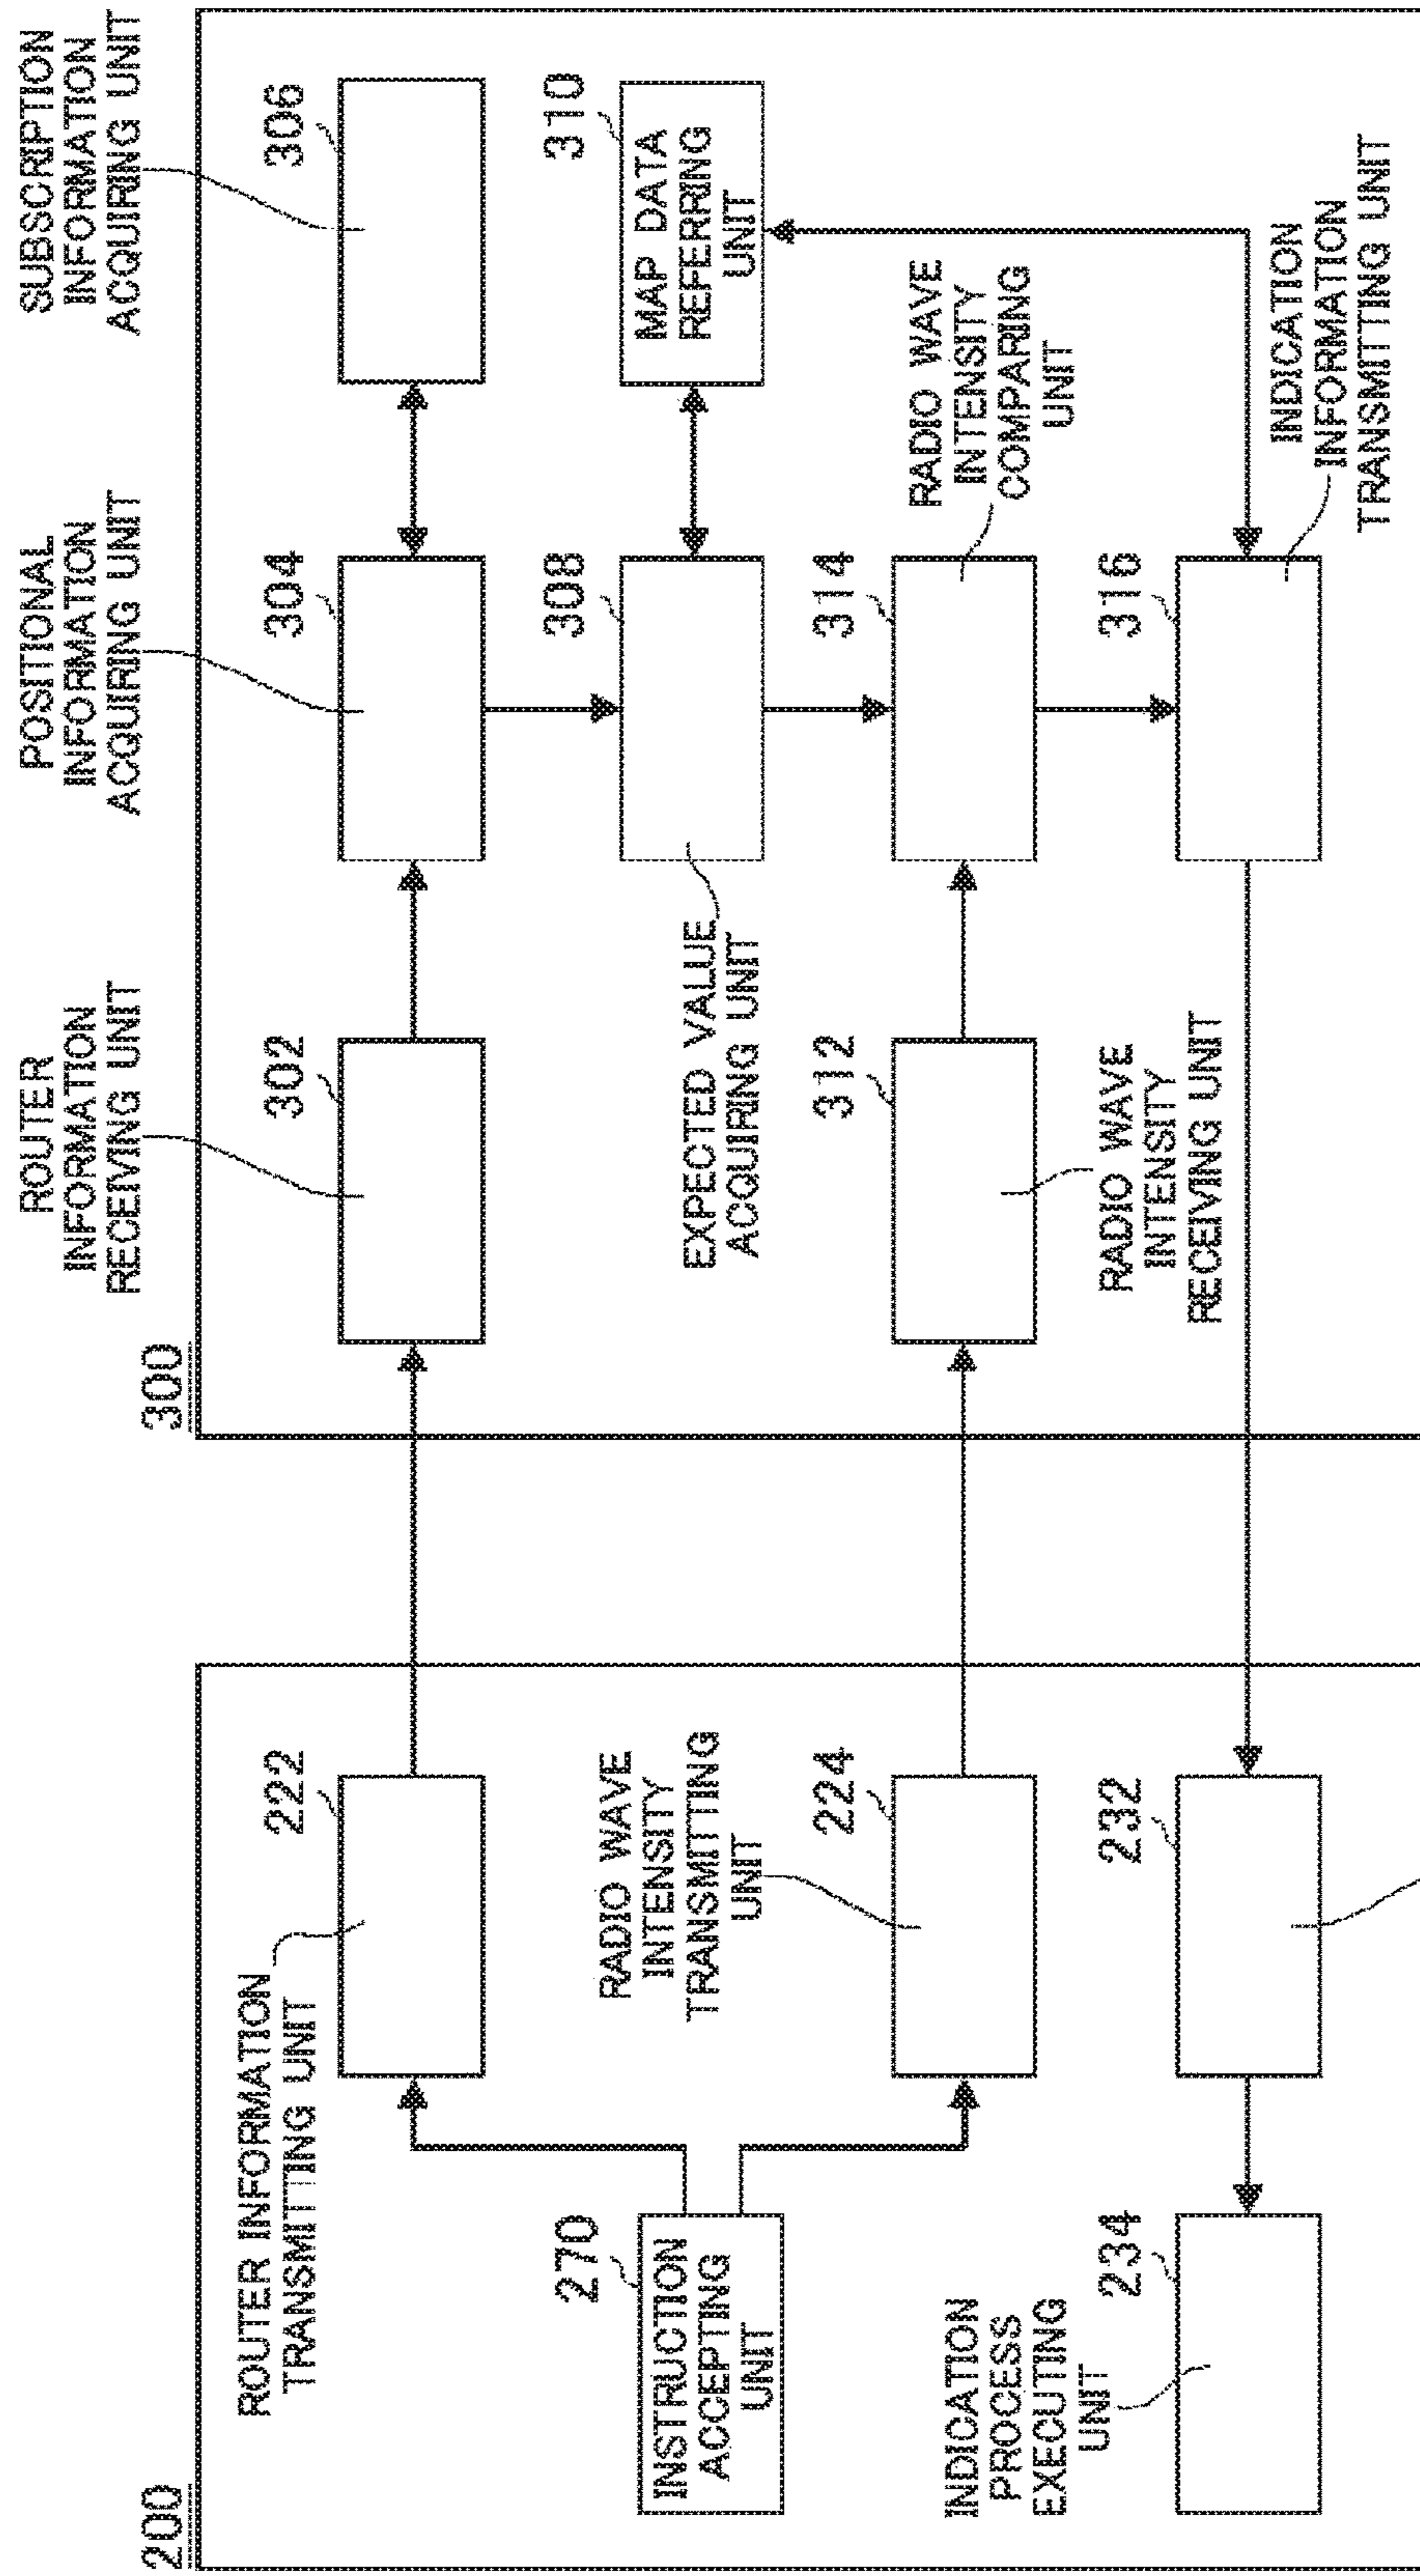 200
ROUTER INFORMATION
TRANSMITTING UNIT
222
270
INSTRUCTION
ACCEPTING
UNIT
RADIO WAVE
INTENSITY
TRANSMITTING
UNIT
224
INDICATION
PROCESS
EXECUTING
UNIT
234
232
300
ROUTER
INFORMATION
RECEIVING UNIT
302
POSITIONAL
INFORMATION
ACQUIRING UNIT
304
SUBSCRIPTION
INFORMATION
ACQUIRING UNIT
306
EXPECTED VALUE
ACQUIRING UNIT
308
310
MAP DATA
REFERRING
UNIT
312
RADIO WAVE
INTENSITY
RECEIVING UNIT
314
RADIO WAVE
INTENSITY
COMPARING
UNIT
316
INDICATION
INFORMATION
TRANSMITTING UNIT